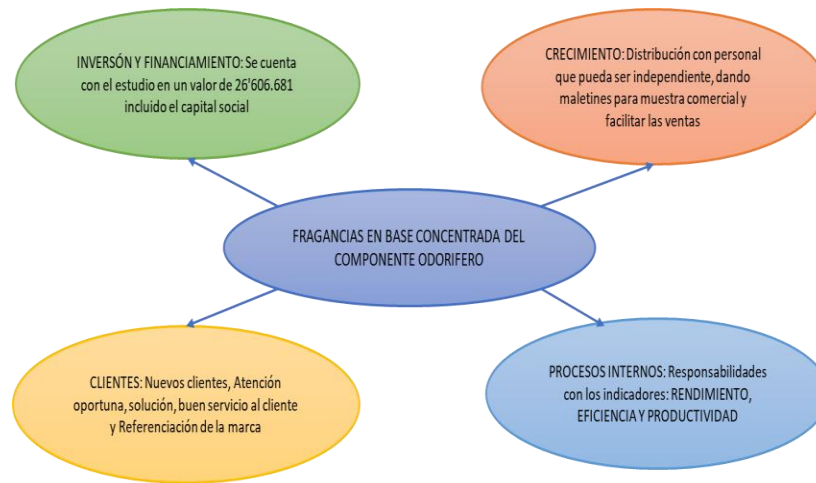 INVERSÓN Y FINANCIAMIENTO: Se cuenta
con el estudio en un valor de 26'606.681
incluido el capital social
CRECIMIENTO: Distribución con personal
que pueda ser independiente, dando
maletines para muestra comercial y
facilitar las ventas
FRAGANCIAS EN BASE CONCENTRADA DEL
COMPONENTE ODORIFERO
CLIENTES: Nuevos clientes, Atención
oportuna, solución, buen servicio al cliente
y Referenciación de la marca
PROCESOS INTERNOS: Responsabilidades
con los indicadores: RENDIMIENTO,
EFICIENCIA Y PRODUCTIVIDAD